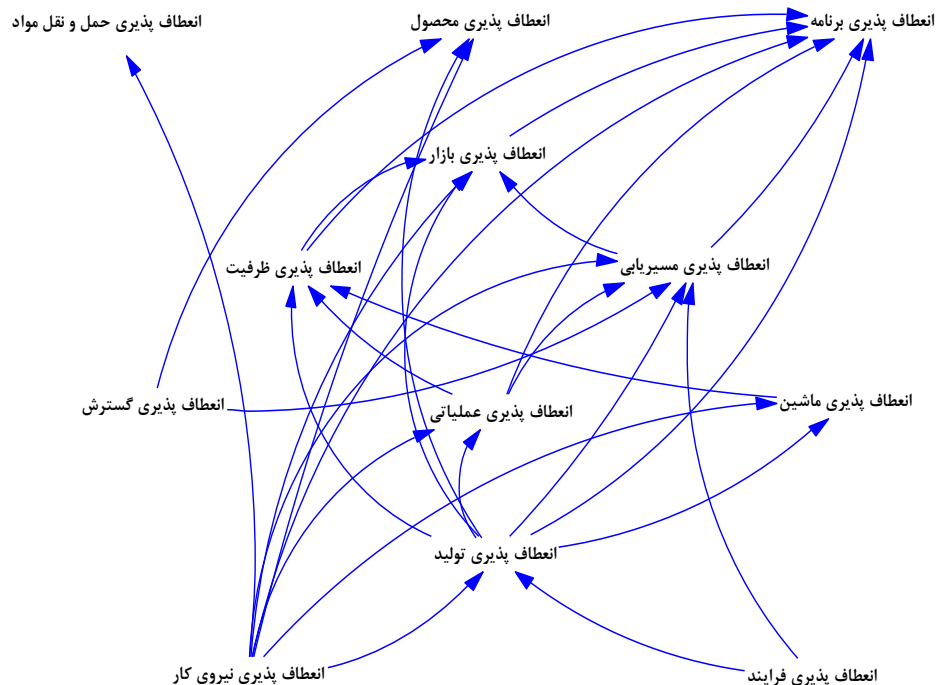 انعطاف پذیری برنامه
انعطاف پذیری محصول
انعطاف پذیری حمل و نقل مواد
انعطاف پذیری بازار
انعطاف پذیری مسیریابی
انعطاف پذیری ظرفیت
انعطاف پذیری ماشین
انعطاف پذیری عملیاتی
انعطاف پذیری گسترش
انعطاف پذیری تولید
انعطاف پذیری فرایند
انعطاف پذیری نیروی کار